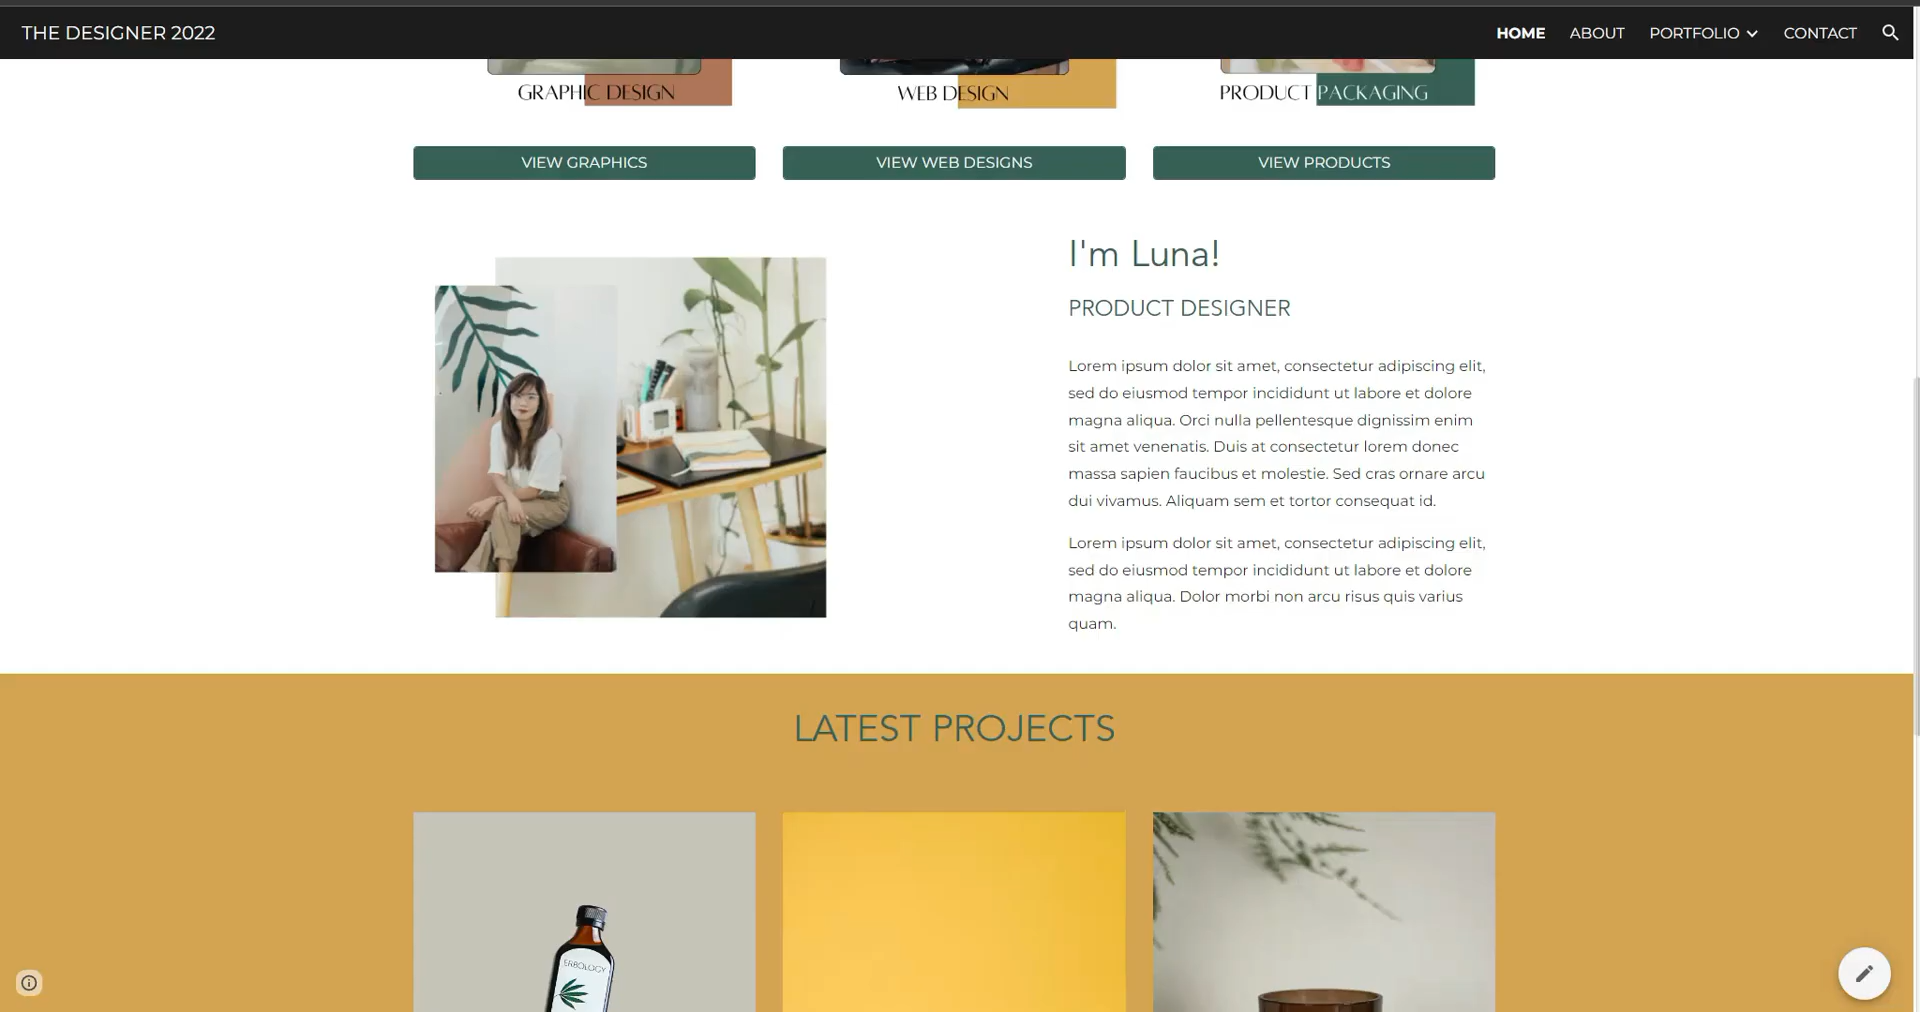 THE DESIGNER 2022
HOME ABOUT PORTFOLIO CONTACT
GRAPHIC DESIGN
WEB DESIGN
PRODUCT PACKAGING
VIEW GRAPHICS
VIEW WEB DESIGNS
VIEW PRODUCTS
I'm Luna!
PRODUCT DESIGNER
Lorem ipsum dolor sit amet, consectetur adipiscing elit,
sed do eiusmod tempor incididunt ut labore et dolore
magna aliqua. Orci nulla pellentesque dignissim enim
sit amet venenatis. Duis at consectetur lorem donec
massa sapien faucibus et molestie. Sed cras ornare arcu
dui vivamus. Aliquam sem et tortor consequat id.
Lorem ipsum dolor sit amet, consectetur adipiscing elit,
sed do eiusmod tempor incididunt ut labore et dolore
magna aliqua. Dolor morbi non arcu risus quis varius
quam.
LATEST PROJECTS
ERBOLOGY